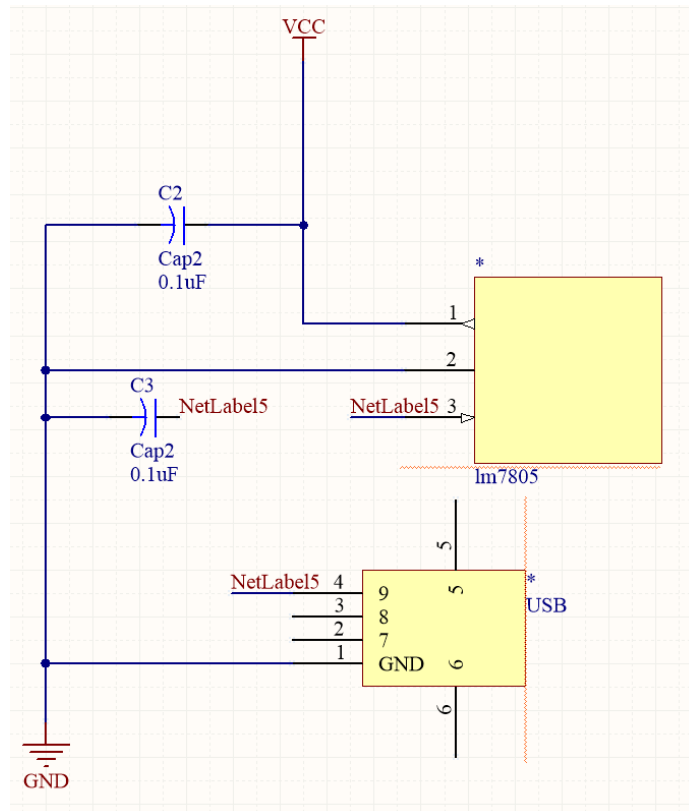 VCC
C2
Cap2
0.1uF
*
1
2
C3
NetLabel5
NetLabel5 3
Cap2
0.1uF
lm7805
5
5
NetLabel5 4
9
*
USB
3
8
2
7
1
GND
6
6
GND